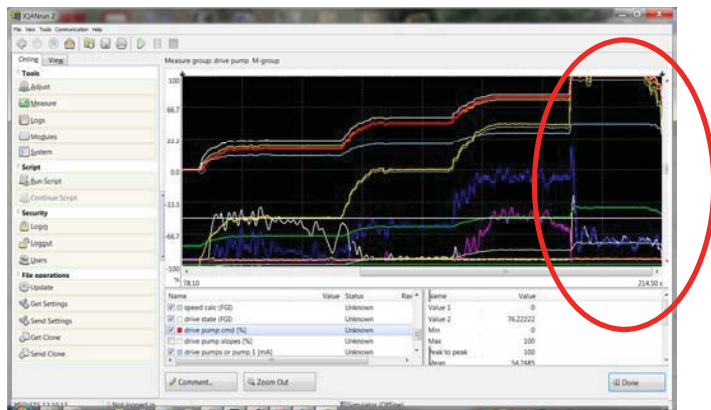 IQANrun 2
File View Tools Communication Help
Online View
Measure group: drive pump M-group
Tools
Adjust
Measure
Logs
Modules
System
Script
Run Script
Continue Script
Security
Login
Logout
Users
File operations
Update
Get Settings
Send Settings
Get Clone
Send Clone
100
66.7
33.3
0.0
-33.3
-66.7
-100
%
78.10
214.50 s
Name Value Status
speed calc (FGI) Unknown
drive state (FGI) Unknown
drive pump cmd [%] Unknown
drive pump slopes [%] Unknown
drive pumps or pump 1 [mA] Unknown
Name Value
Value 1 0
Value 2 76.22222
Min 0
Max 100
Peak to peak 100
Mean 54.2485
Comment...
Zoom Out
Done
Not logged in
Simulator (Offline)